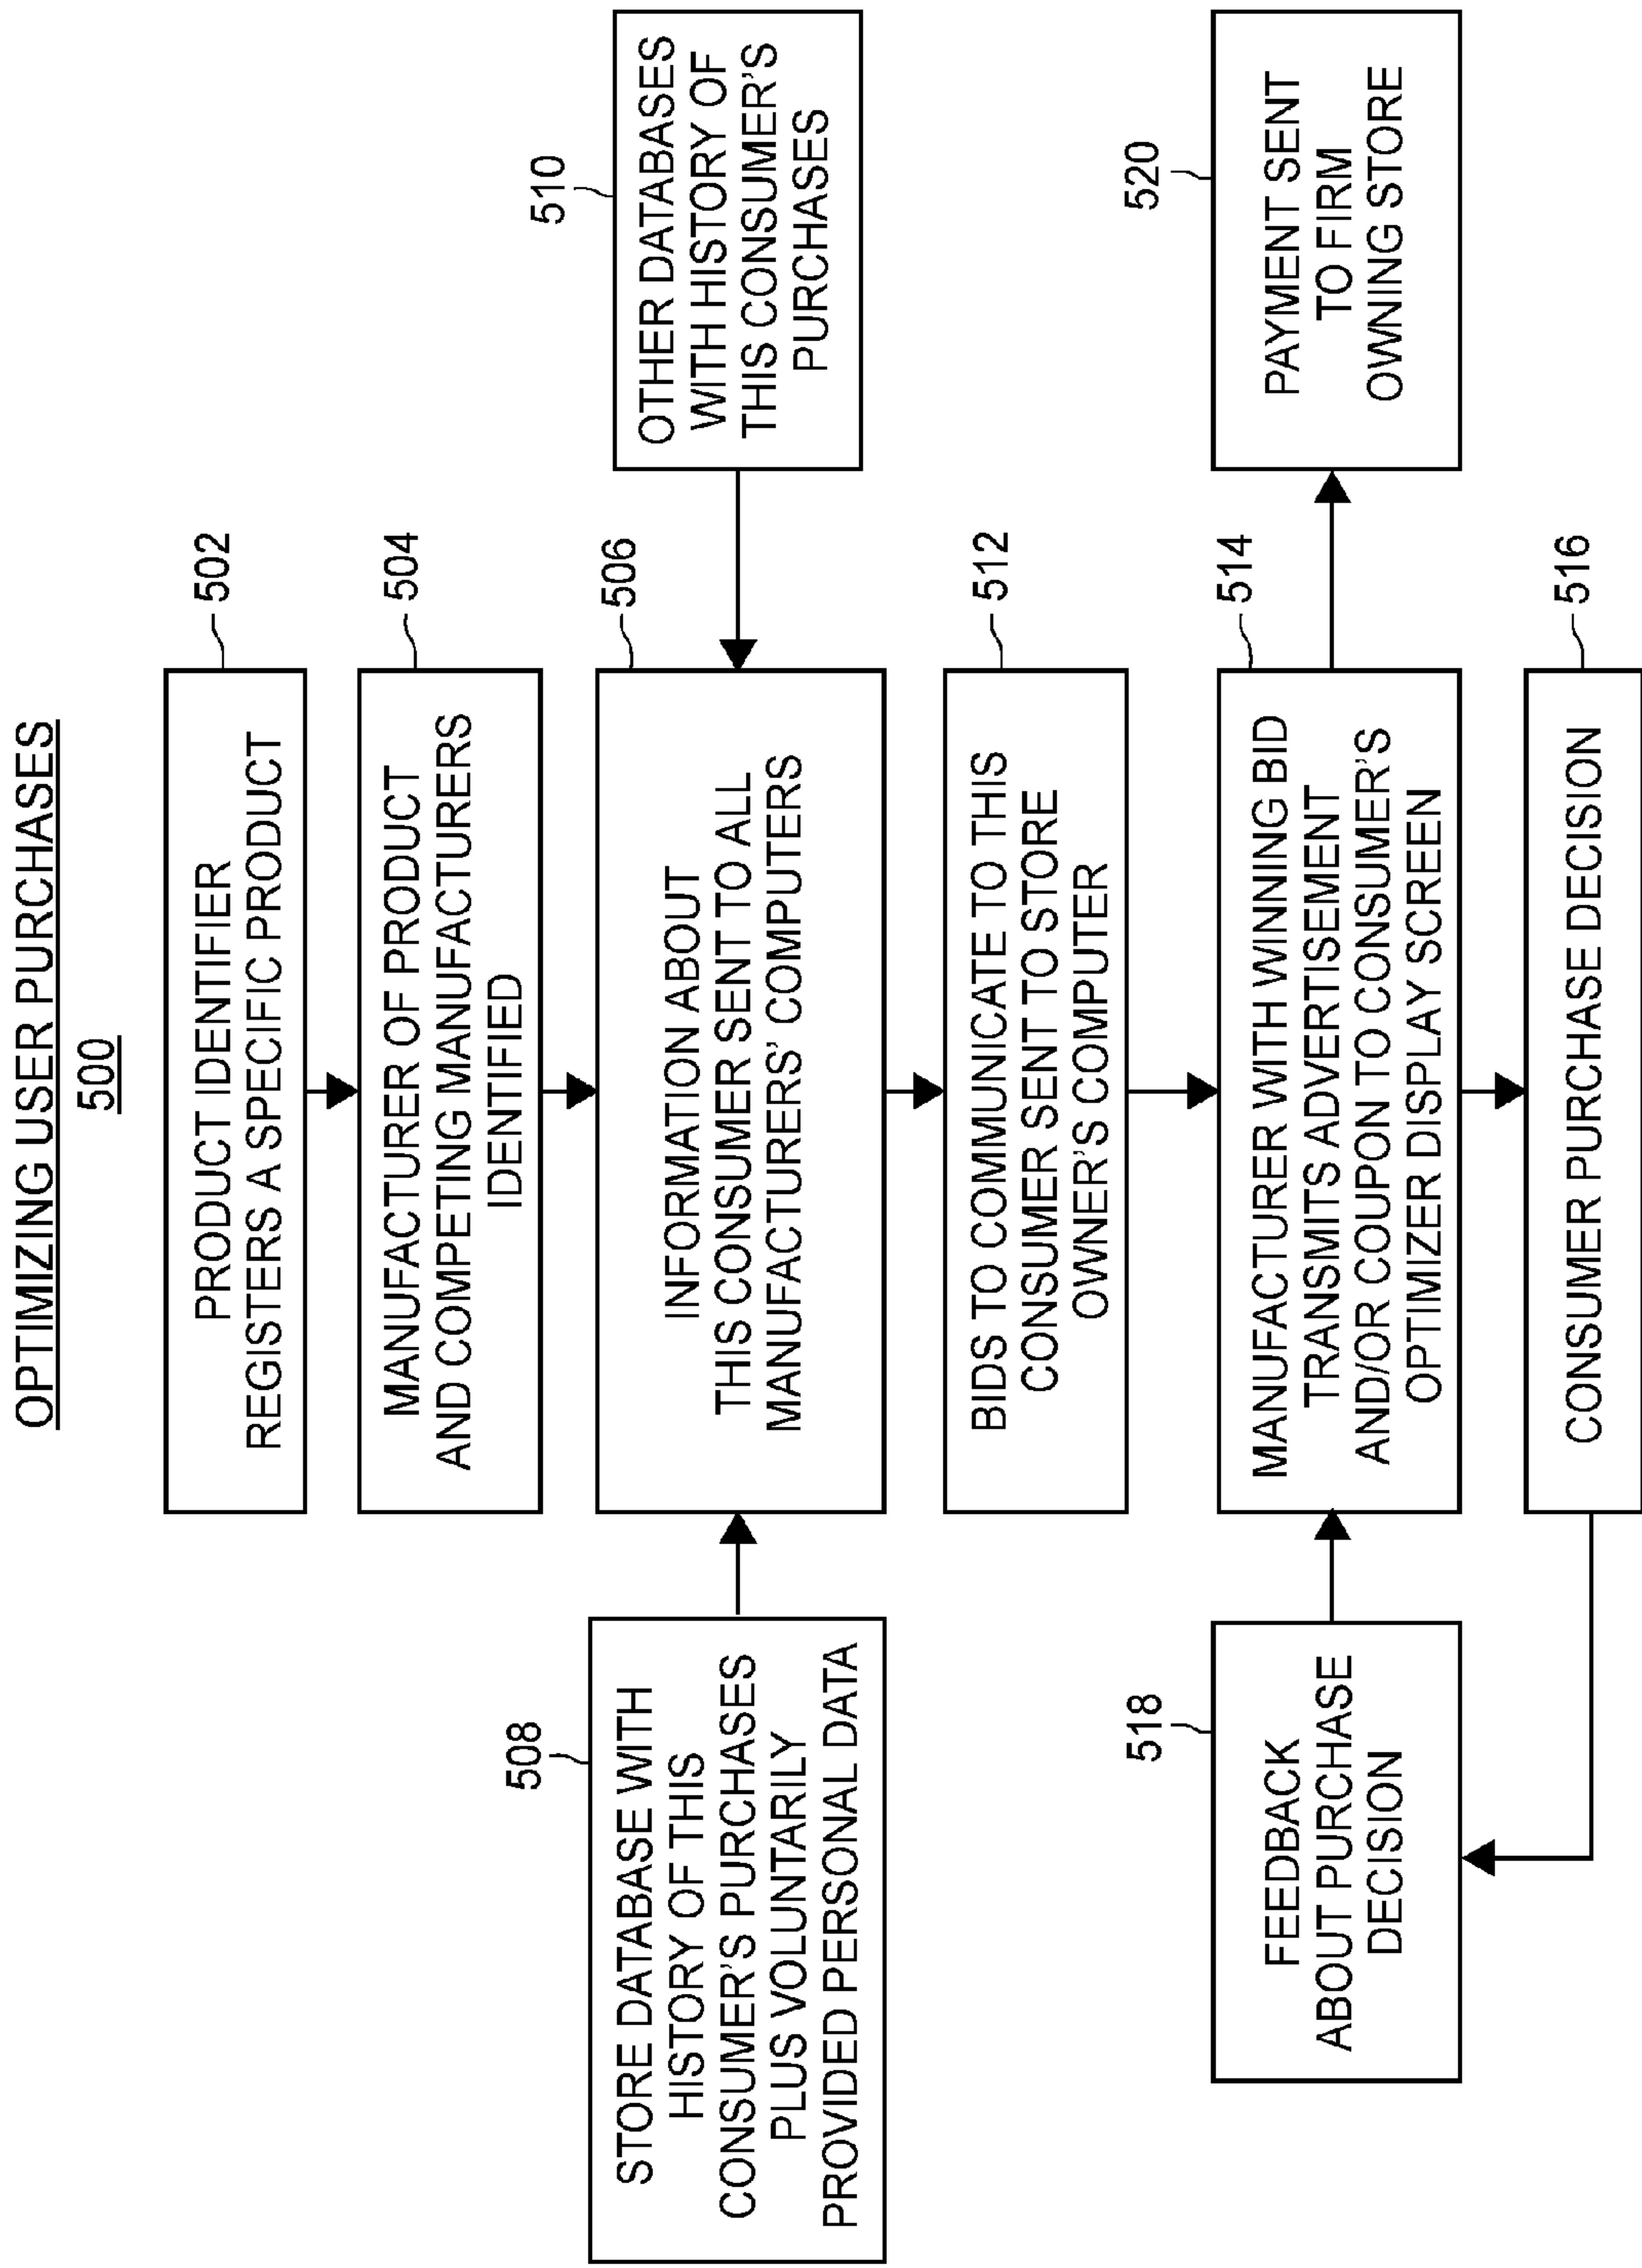 OPTIMIZING USER PURCHASES
500
502
PRODUCT IDENTIFIER
REGISTERS A SPECIFIC PRODUCT
504
MANUFACTURER OF PRODUCT
AND COMPETING MANUFACTURERS
IDENTIFIED
506
INFORMATION ABOUT
THIS CONSUMER SENT TO ALL
MANUFACTURERS' COMPUTERS
508
STORE DATABASE WITH
HISTORY OF THIS
CONSUMER'S PURCHASES
PLUS VOLUNTARILY
PROVIDED PERSONAL DATA
510
OTHER DATABASES
WITH HISTORY OF
THIS CONSUMER'S
PURCHASES
512
BIDS TO COMMUNICATE TO THIS
CONSUMER SENT TO STORE
OWNER'S COMPUTER
514
MANUFACTURER WITH WINNING BID
TRANSMITS ADVERTISEMENT
AND/OR COUPON TO CONSUMER'S
OPTIMIZER DISPLAY SCREEN
516
CONSUMER PURCHASE DECISION
518
FEEDBACK
ABOUT PURCHASE
DECISION
520
PAYMENT SENT
TO FIRM
OWNING STORE